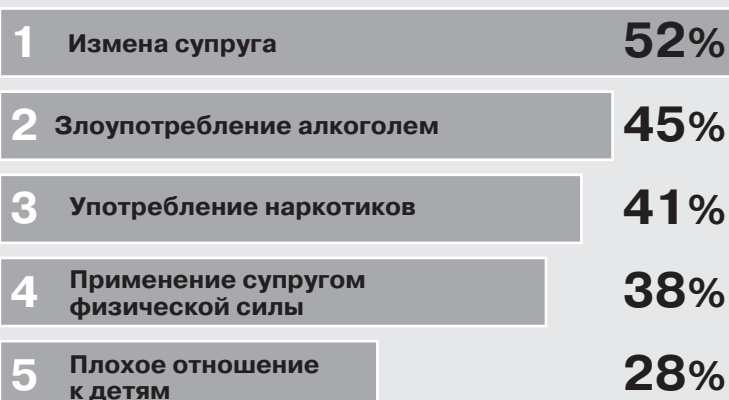 1 Измена супруга 52%
2 Злоупотребление алкоголем 45%
3 Употребление наркотиков 41%
4 Применение супругом
физической силы 38%
5 Плохое отношение
к детям 28%